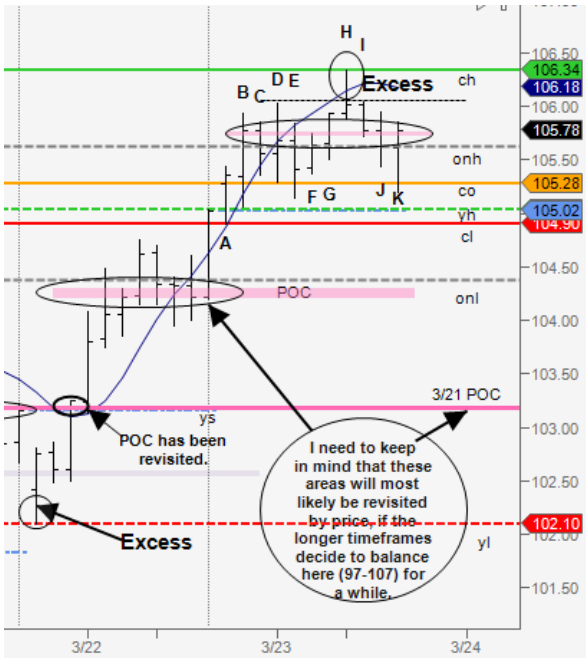 H
I
106.50
106.34
106.18
106.00
Excess
ch
D E
B
C
105.78
105.50
onh
105.28
co
F G
J
K
yh
105.02
104.90
A
cl
104.50
POC
onl
104.00
103.50
3/21 POC
ys
103.00
POC has been
revisited.
I need to keep
in mind that these
areas will most
likely be revisited
by price, if the
longer timeframes
decide to balance
here (97-107) for
a while.
102.50
102.10
102.00
Excess
yl
101.50
3/22
3/23
3/24